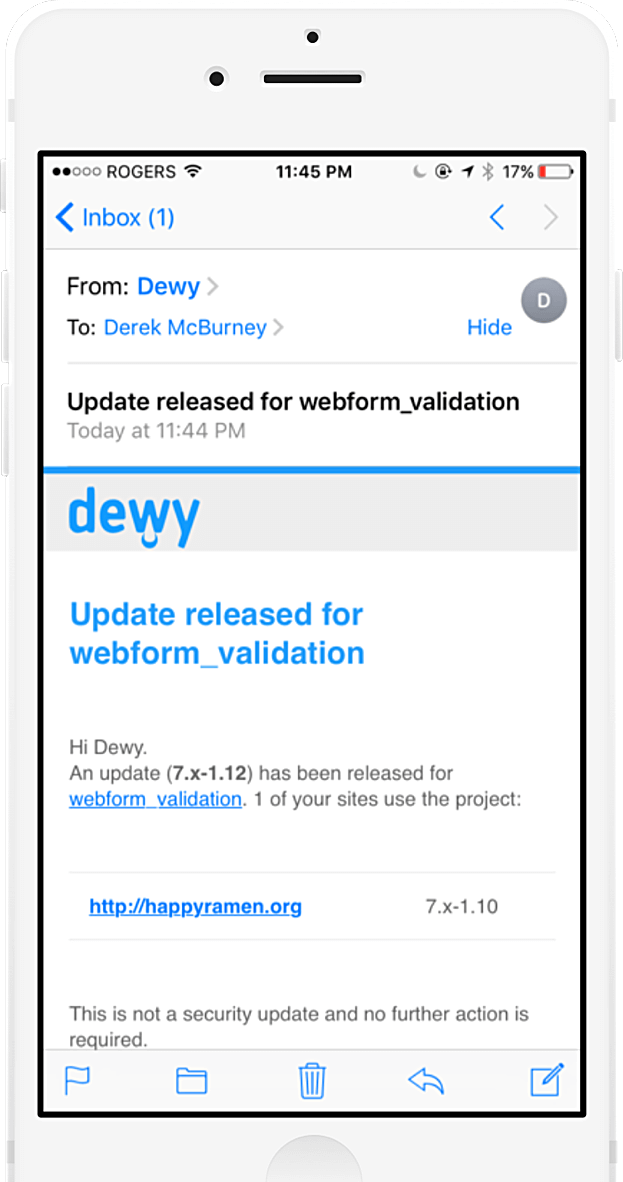 ROGERS 11:45 PM 17%
Inbox (1)
From: Dewy
D
To: Derek McBurney Hide
Update released for webform_validation
Today at 11:44 PM
dewy
Update released for
webform_validation
Hi Dewy.
An update (7.x-1.12) has been released for
webform_validation. 1 of your sites use the project:
http://happyramen.org 7.x-1.10
This is not a security update and no further action is
required.